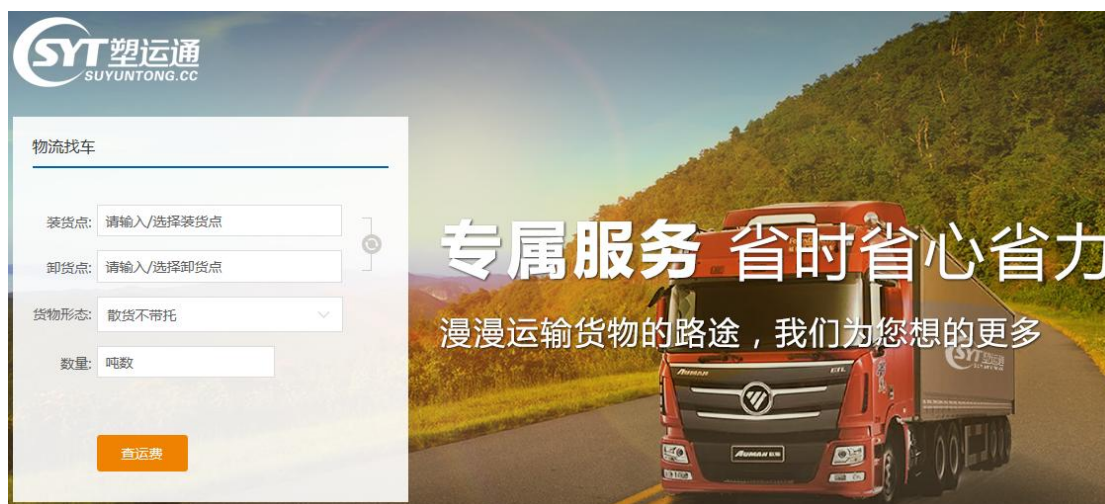 SYT塑运通
SUYUNTONG.CC
物流找车
装货点: 请输入/选择装货点
卸货点: 请输入/选择卸货点
货物形态: 散货不带托
数量: 吨数
查运费
专属服务 省时省心省力
漫漫运输货物的路途，我们为您想的更多
SYT塑运通
AUMAN
GTL
AUMAN